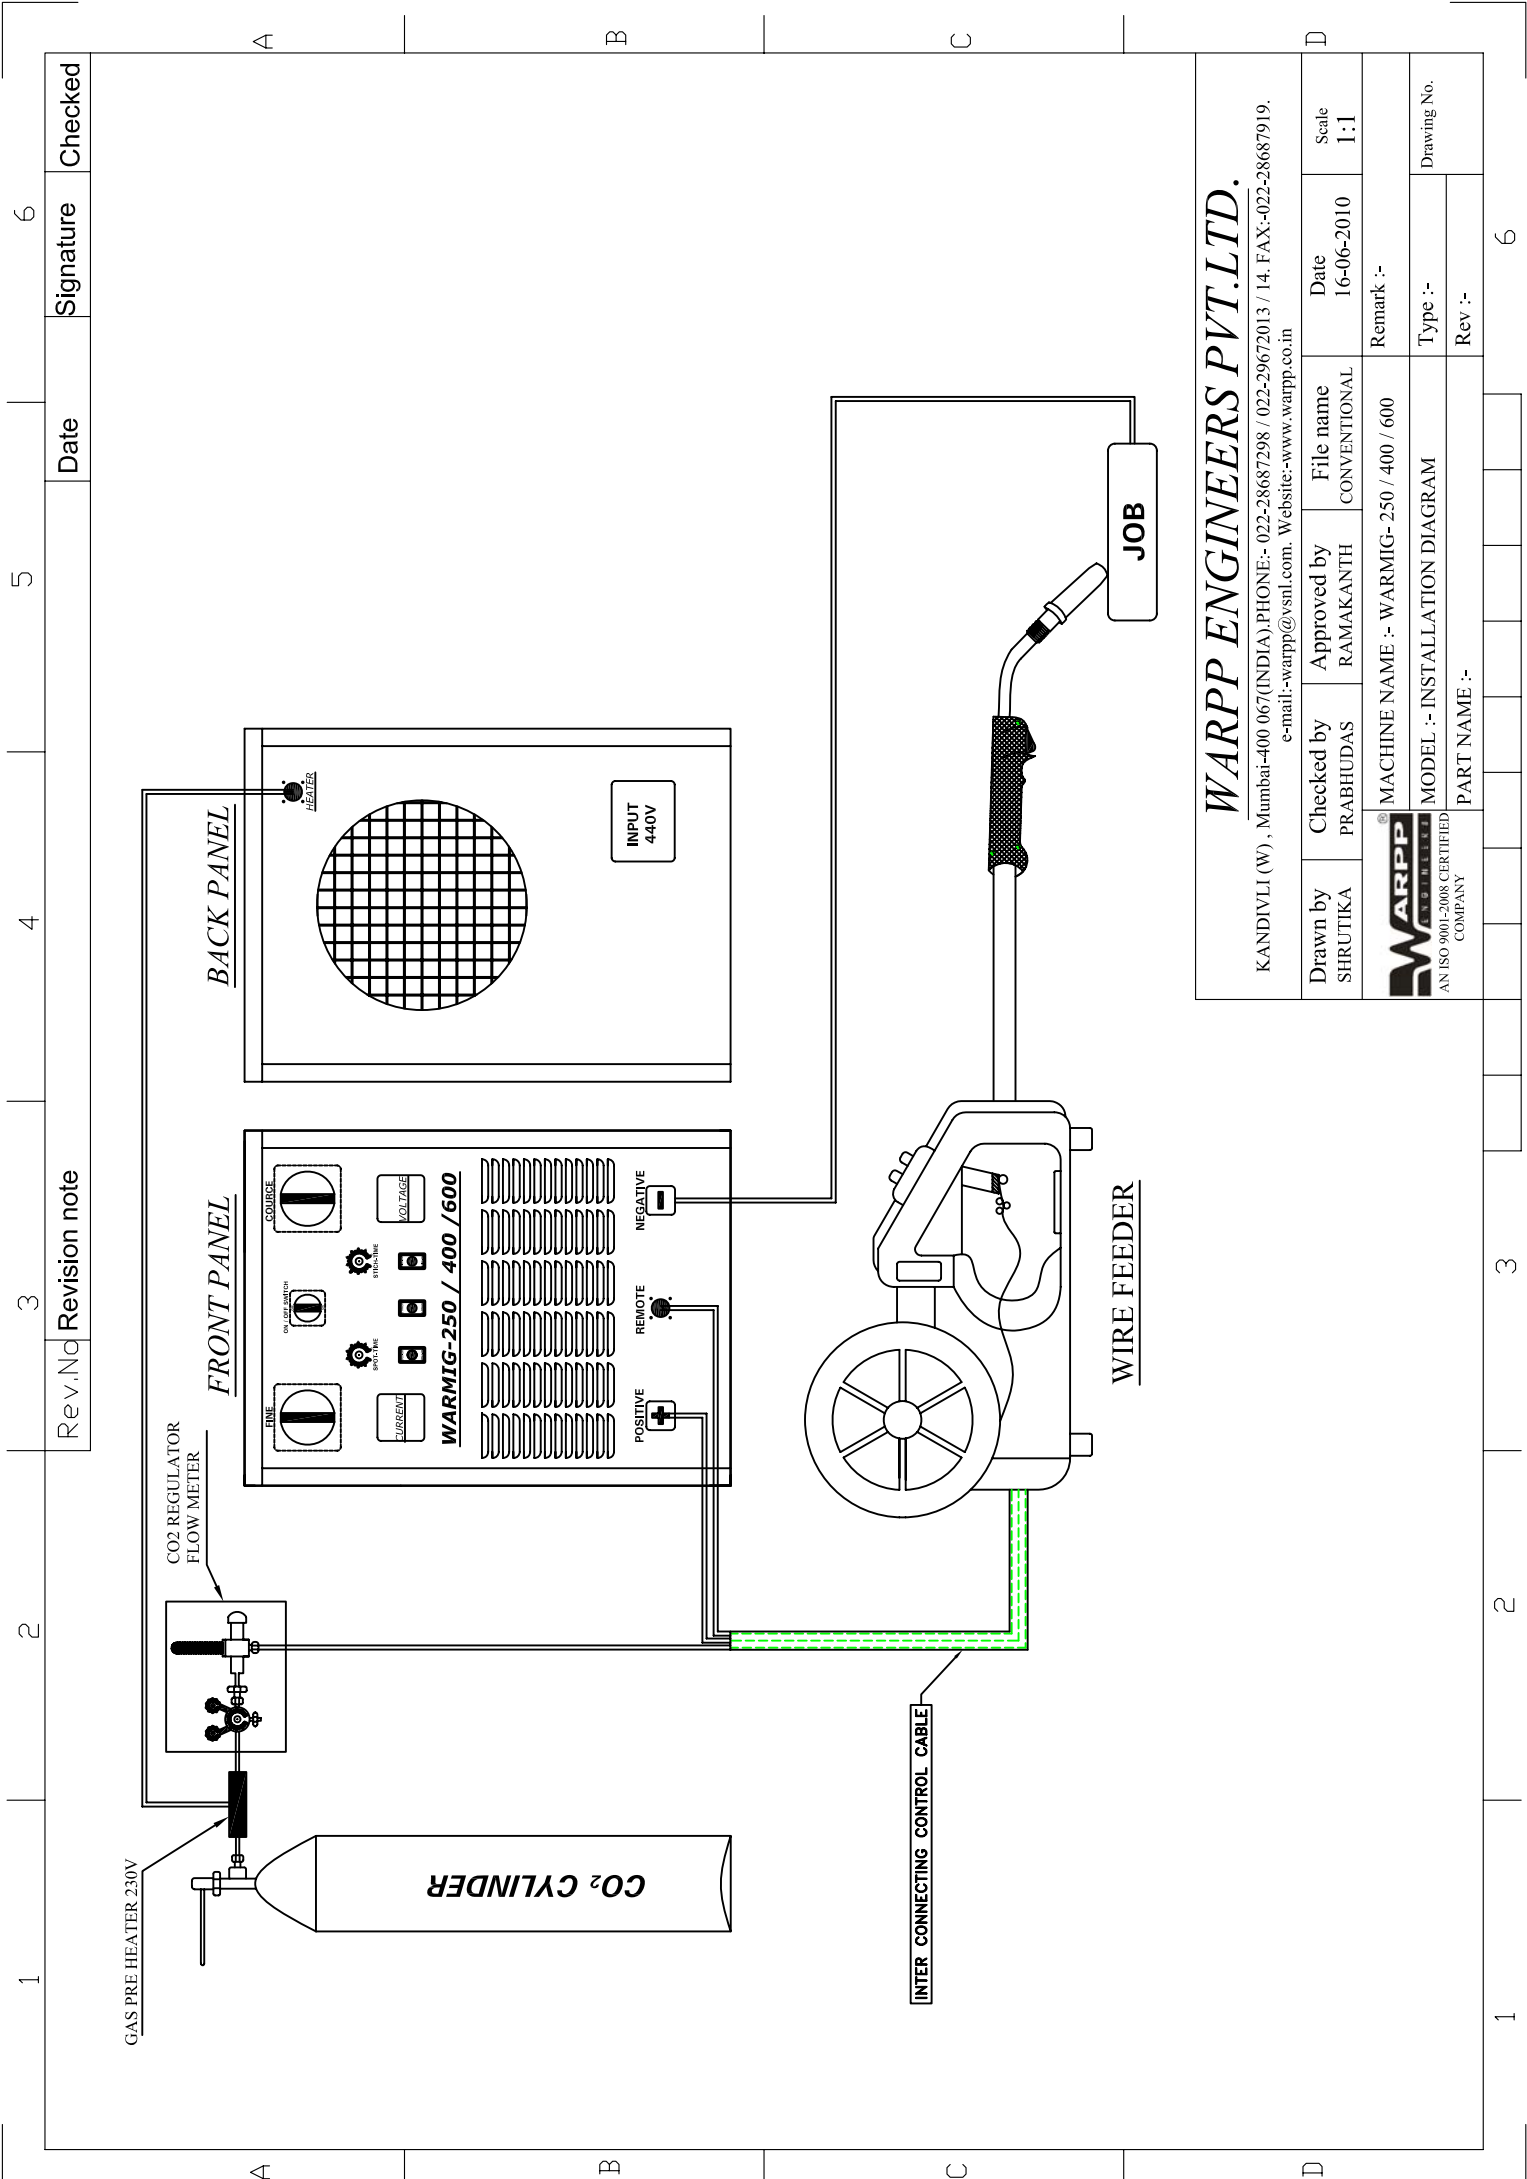 1
2
3
4
5
6
Rev.No
Revision note
Date
Signature
Checked
A
B
C
D
A
B
C
D
GAS PRE HEATER 230V
CO2 REGULATOR
FLOW METER
CO2 CYLINDER
FRONT PANEL
FINE
COURCE
ON / OFF SWITCH
SPOT-TIME
STICH-TIME
CURRENT
VOLTAGE
WARMIG-250 / 400 /600
POSITIVE
REMOTE
NEGATIVE
BACK PANEL
HEATER
INPUT
440V
INTER CONNECTING CONTROL CABLE
WIRE FEEDER
JOB
WARPP ENGINEERS PVT.LTD.
KANDIVLI (W) , Mumbai-400 067(INDIA).PHONE:- 022-28687298 / 022-29672013 / 14. FAX:-022-28687919.
e-mail:-warpp@vsnl.com. Website:-www.warpp.co.in
Drawn by
SHRUTIKA
Checked by
PRABHUDAS
Approved by
RAMAKANTH
File name
CONVENTIONAL
Date
16-06-2010
Scale
1:1
WARPP®
ENGINEERS
AN ISO 9001-2008 CERTIFIED
COMPANY
MACHINE NAME :- WARMIG- 250 / 400 / 600
Remark :-
MODEL :- INSTALLATION DIAGRAM
Type :-
Drawing No.
PART NAME :-
Rev :-
1
2
3
6